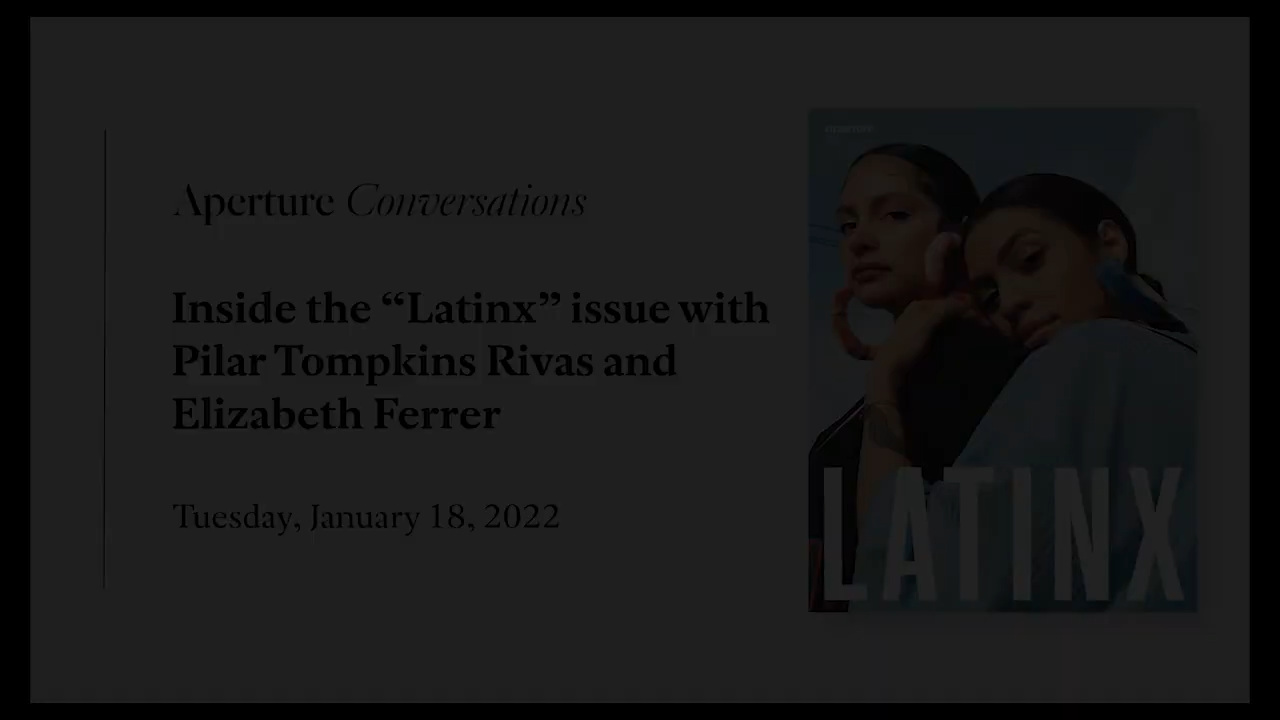 Aperture Conversations
Inside the “Latinx” issue with
Pilar Tompkins Rivas and
Elizabeth Ferrer
Tuesday, January 18, 2022
LATINX